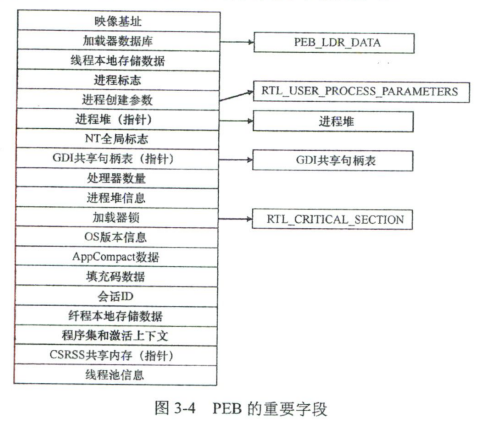 映像基址
加载器数据库
PEB_LDR_DATA
线程本地存储数据
进程标志
进程创建参数
RTL_USER_PROCESS_PARAMETERS
进程堆（指针）
进程堆
NT全局标志
GDI共享句柄表（指针）
GDI共享句柄表
处理器数量
进程堆信息
加载器锁
RTL_CRITICAL_SECTION
OS版本信息
AppCompact数据
填充码数据
会话ID
纤程本地存储数据
程序集和激活上下文
CSRSS共享内存（指针）
线程池信息
图 3-4 PEB 的重要字段